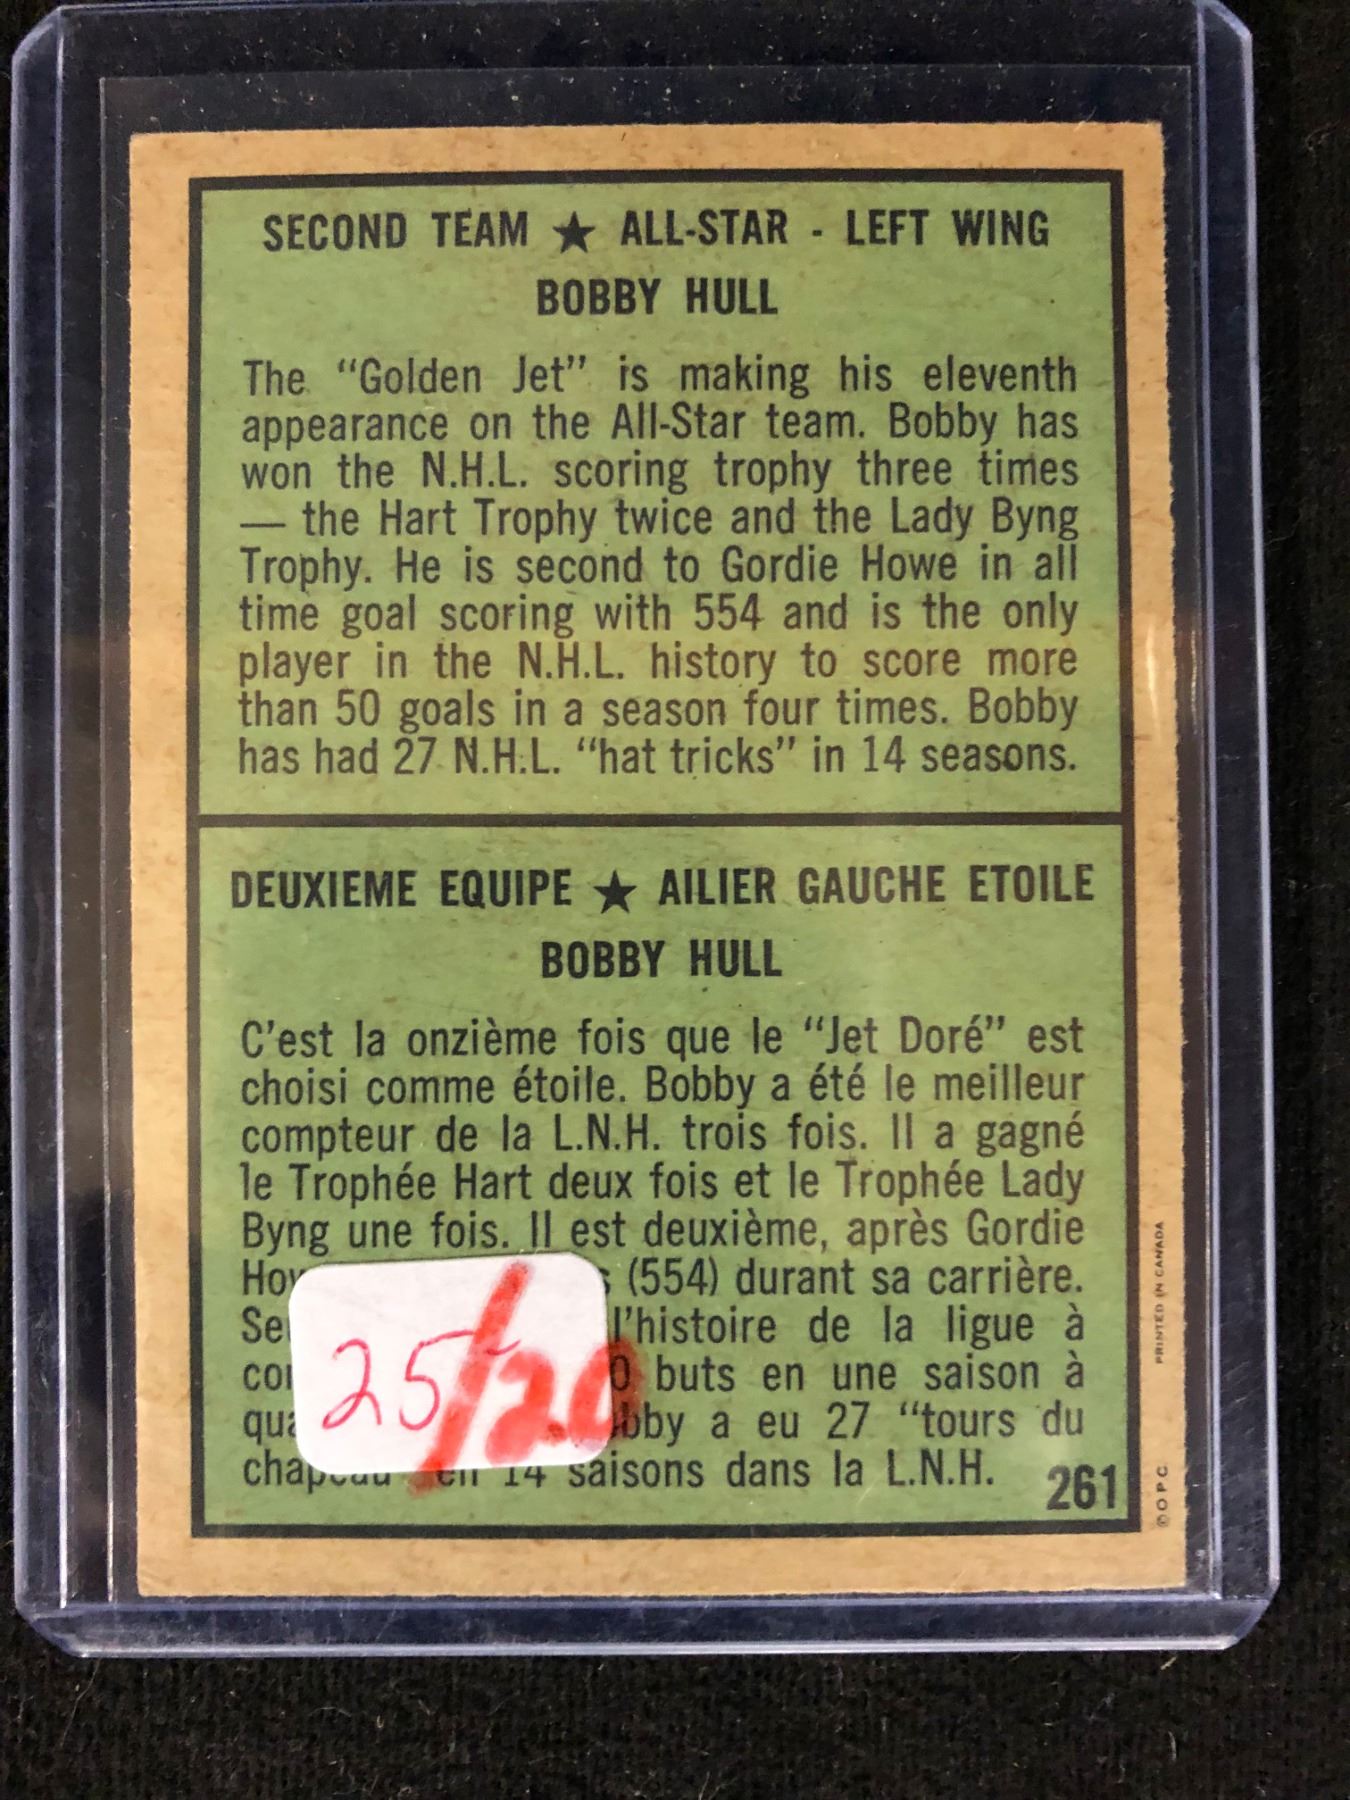 SECOND TEAM ★ ALL-STAR - LEFT WING
BOBBY HULL
The “Golden Jet” is making his eleventh
appearance on the All-Star team. Bobby has
won the N.H.L. scoring trophy three times
— the Hart Trophy twice and the Lady Byng
Trophy. He is second to Gordie Howe in all
time goal scoring with 554 and is the only
player in the N.H.L. history to score more
than 50 goals in a season four times. Bobby
has had 27 N.H.L. “hat tricks” in 14 seasons.
DEUXIEME EQUIPE ★ AILIER GAUCHE ETOILE
BOBBY HULL
C’est la onzième fois que le “Jet Doré” est
choisi comme étoile. Bobby a été le meilleur
compteur de la L.N.H. trois fois. Il a gagné
le Trophée Hart deux fois et le Trophée Lady
Byng une fois. Il est deuxième, après Gordie
(554) durant sa carrière.
l’histoire de la ligue à
buts en une saison à
a eu 27 “tours du
chapeau” en 14 saisons dans la L.N.H.
261
25/20
PRINTED IN CANADA
© O.P.C.